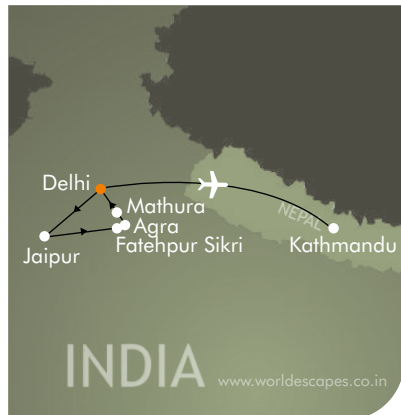 Delhi
Mathura
NEPAL
Agra
Fatehpur Sikri
Kathmandu
Jaipur
INDIA
www.worldescapes.co.in